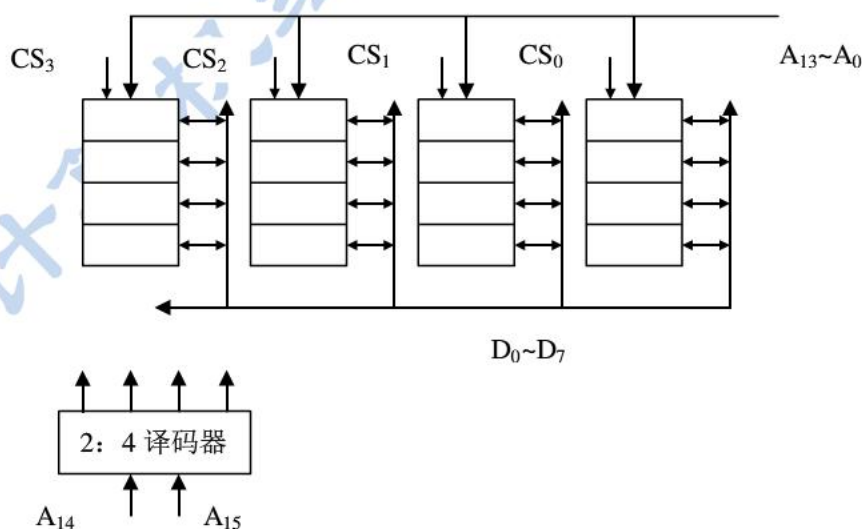 CS₃ CS₂ CS₁ CS₀ A₁₃~A₀
D₀~D₇
2：4 译码器
A₁₄ A₁₅